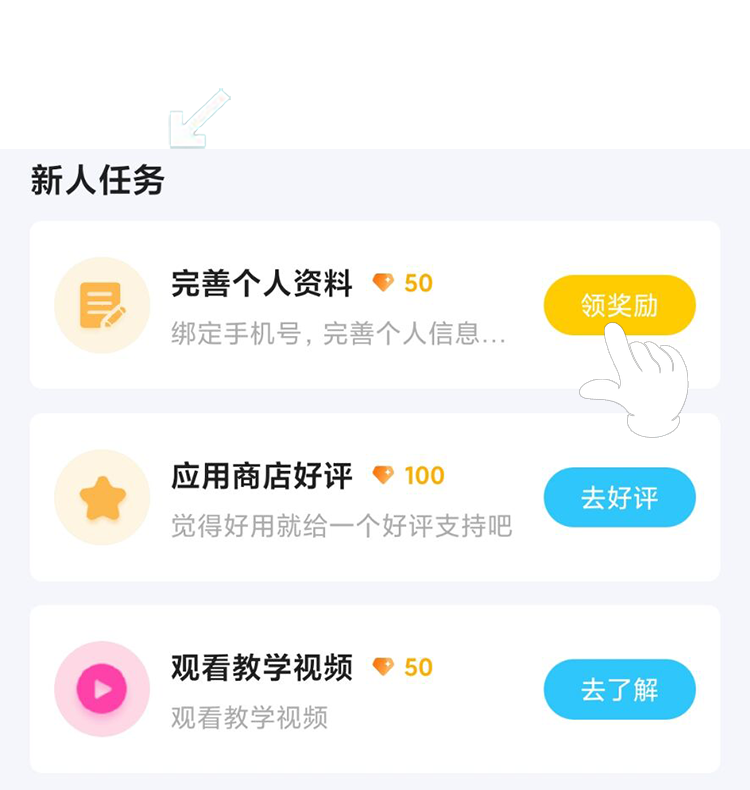 新人任务
完善个人资料 50
绑定手机号，完善个人信息...
领奖励
应用商店好评 100
觉得好用就给一个好评支持吧
去好评
观看教学视频 50
观看教学视频
去了解